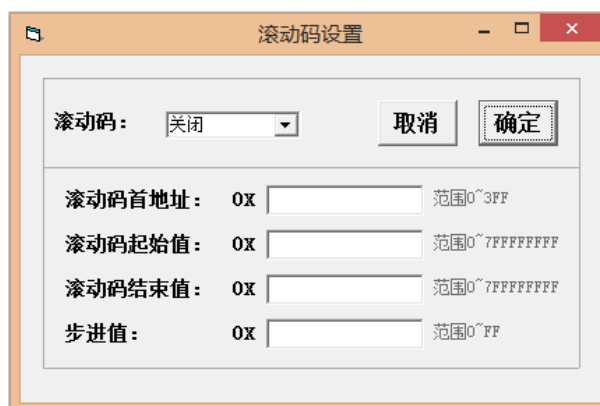 滚动码设置
滚动码： 关闭 取消 确定
滚动码首地址： 0X 范围0~3FF
滚动码起始值： 0X 范围0~7FFFFFFFF
滚动码结束值： 0X 范围0~7FFFFFFFF
步进值： 0X 范围0~FF